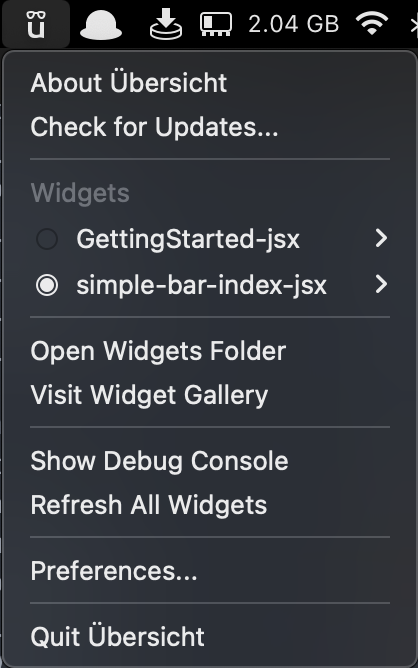 ü
2.04 GB
About Übersicht
Check for Updates...
Widgets
GettingStarted-jsx
simple-bar-index-jsx
Open Widgets Folder
Visit Widget Gallery
Show Debug Console
Refresh All Widgets
Preferences...
Quit Übersicht